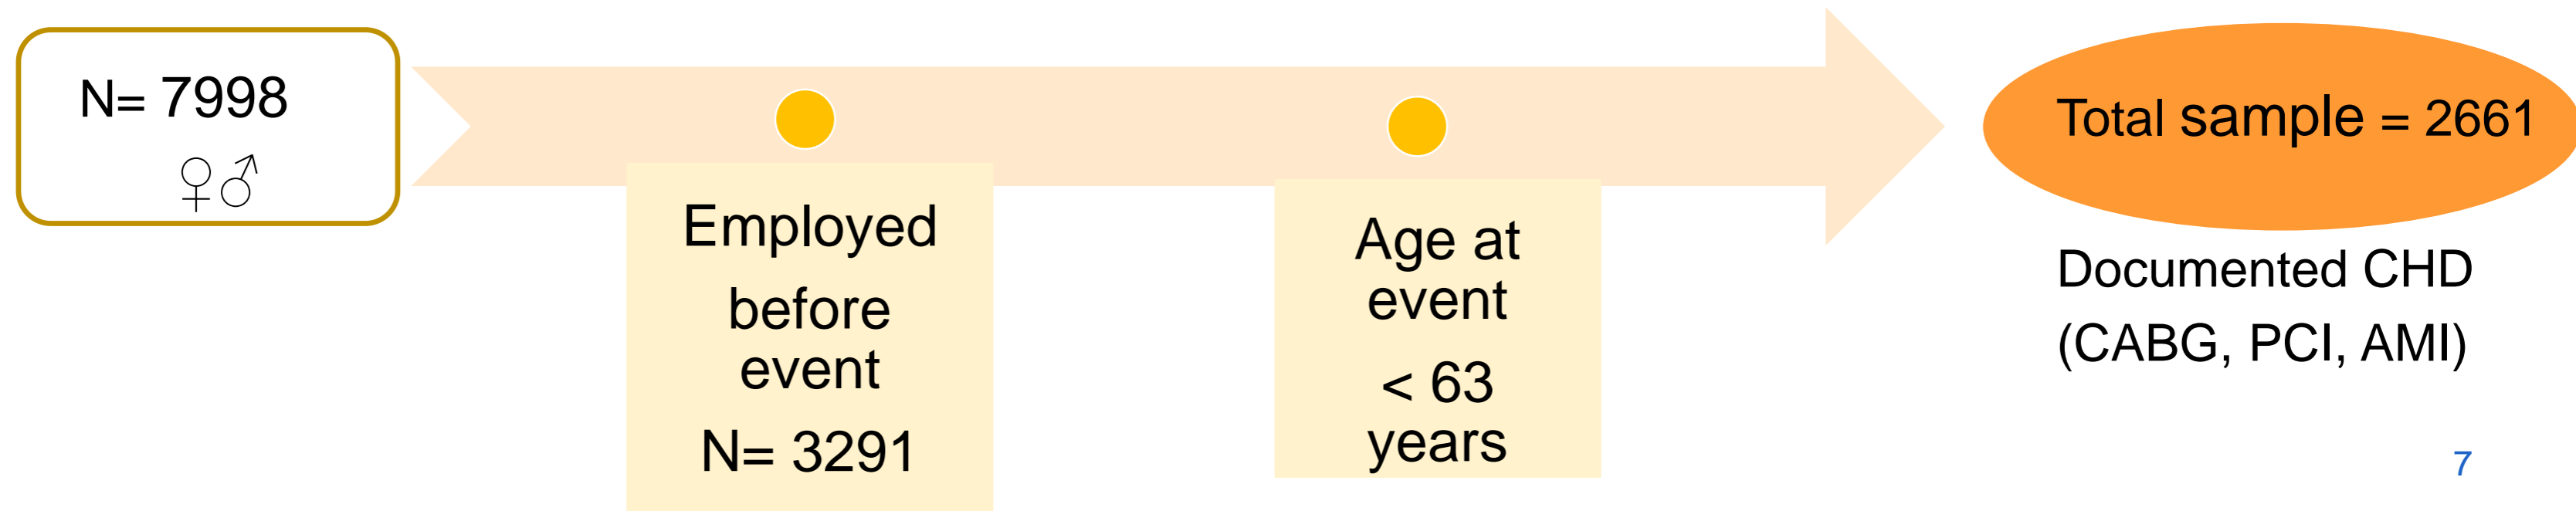 N= 7998
♀♂
Employed
before
event
N= 3291
Age at
event
< 63
years
Total sample = 2661
Documented CHD
(CABG, PCI, AMI)
7